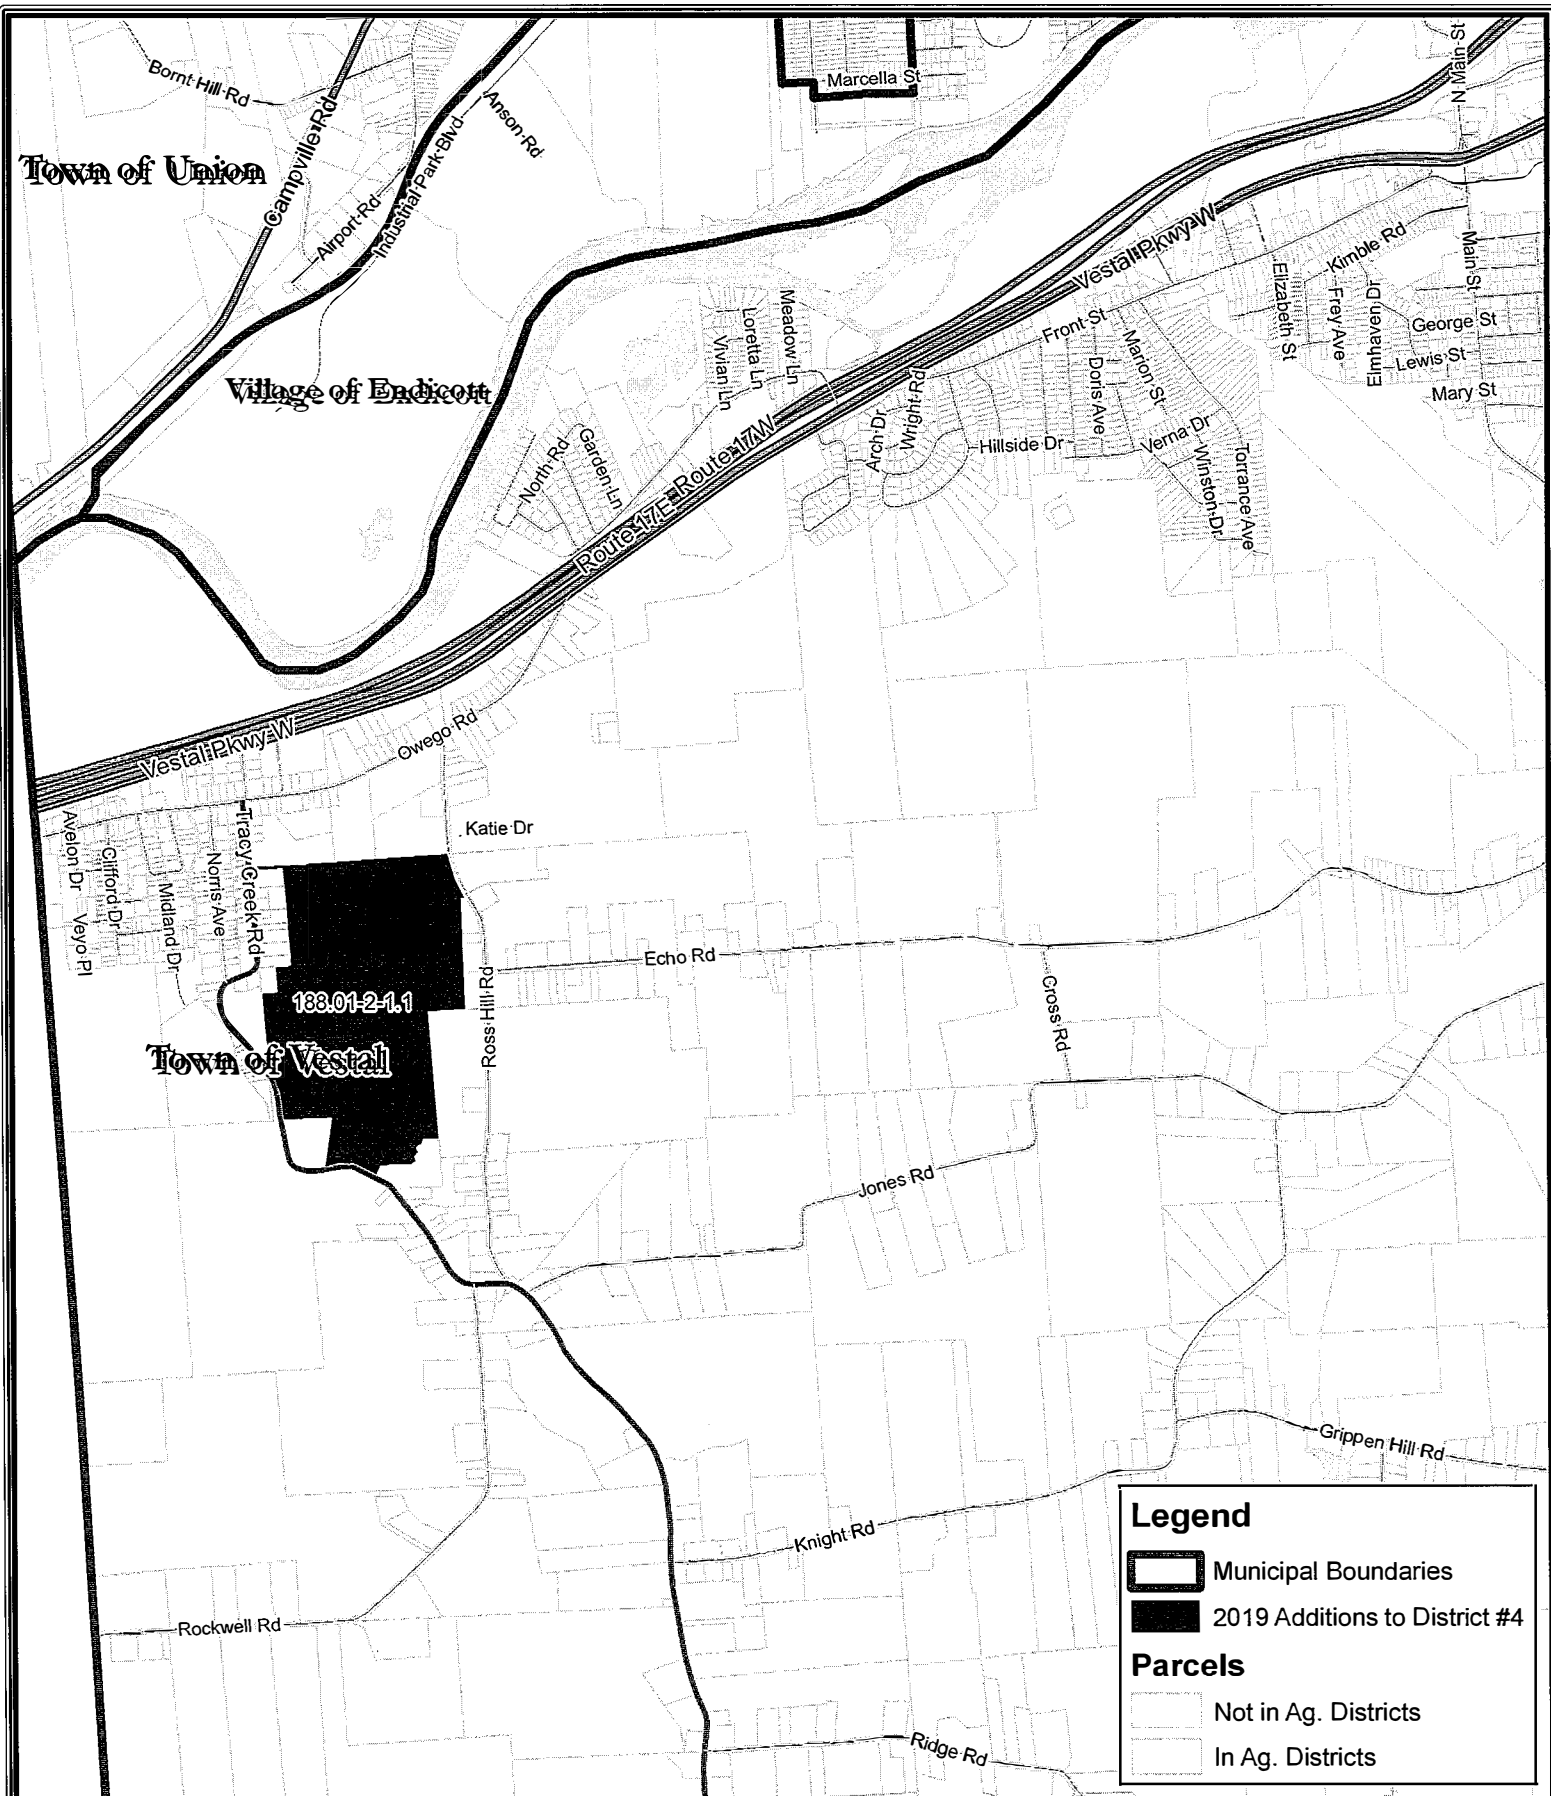 N Main St
Marcella St
Bornt Hill Rd
Campville Rd
Anson Rd
Industrial Park Blvd
Town of Union
Airport Rd
Vestal Pkwy W
Kimble Rd
Main St
Elizabeth St
Frey Ave
Elmhaven Dr
George St
Lewis St
Mary St
Meadow Ln
Loretta Ln
Vivian Ln
Front St
Marion St
Doris Ave
Village of Endicott
Wright Rd
Arch Dr
Hillside Dr
Verna Dr
Winston Dr
Torrance Ave
North Rd
Garden Ln
Route 17E
Route 17W
Owego Rd
Vestal Pkwy W
Avelon Dr
Clifford Dr
Veyo Pl
Midland Dr
Norris Ave
Tracy Creek Rd
Katie Dr
Echo Rd
Ross Hill Rd
188.01-2-1.1
Cross Rd
Town of Vestal
Jones Rd
Grippen Hill Rd
Knight Rd
Rockwell Rd
Ridge Rd
Legend
Municipal Boundaries
2019 Additions to District #4
Parcels
Not in Ag. Districts
In Ag. Districts